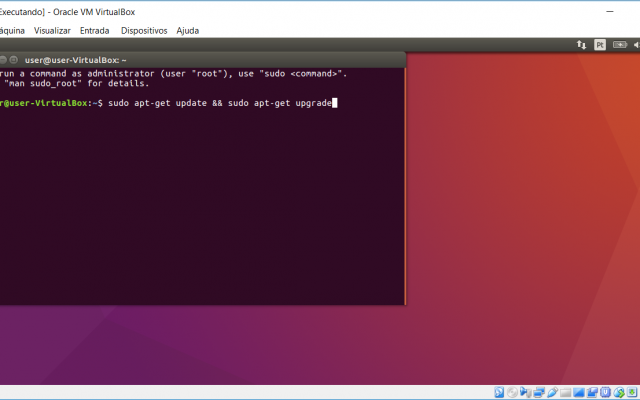 Executando] - Oracle VM VirtualBox
áquina Visualizar Entrada Dispositivos Ajuda
Pt
user@user-VirtualBox: ~
run a command as administrator (user "root"), use "sudo <command>".
"man sudo_root" for details.
r@user-VirtualBox:~$ sudo apt-get update && sudo apt-get upgrade